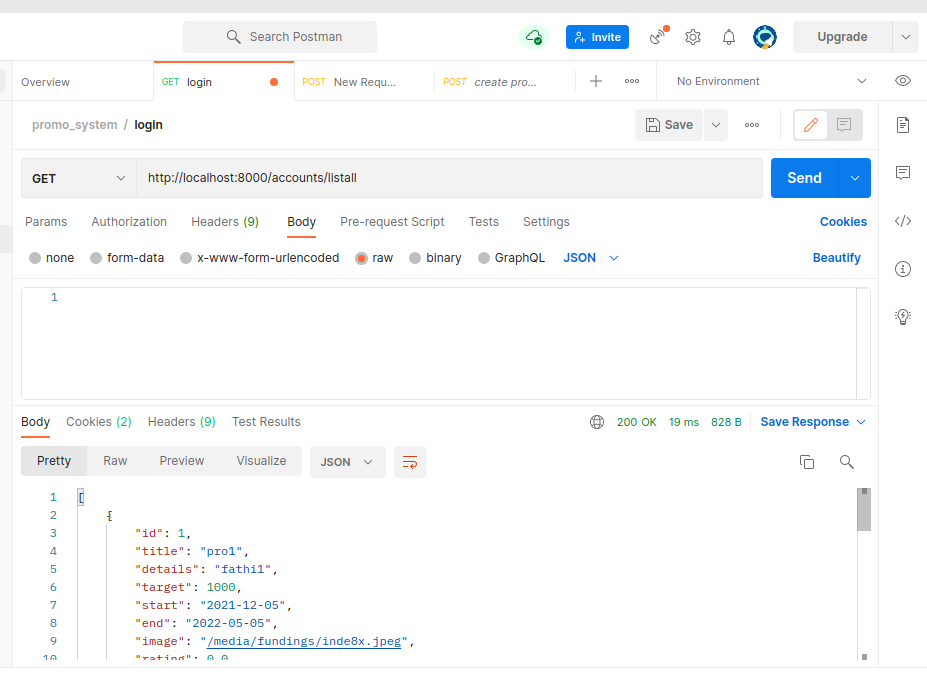 Search Postman
Invite
Upgrade
Overview
GET login
POST New Requ...
POST create pro...
No Environment
promo_system / login
Save
GET
http://localhost:8000/accounts/listall
Send
Params
Authorization
Headers (9)
Body
Pre-request Script
Tests
Settings
Cookies
none
form-data
x-www-form-urlencoded
raw
binary
GraphQL
JSON
Beautify
1
Body
Cookies (2)
Headers (9)
Test Results
200 OK
19 ms
828 B
Save Response
Pretty
Raw
Preview
Visualize
JSON
1 [
2 {
3 "id": 1,
4 "title": "pro1",
5 "details": "fathi1",
6 "target": 1000,
7 "start": "2021-12-05",
8 "end": "2022-05-05",
9 "image": "/media/fundings/inde8x.jpeg",
10 "rating": 0.0